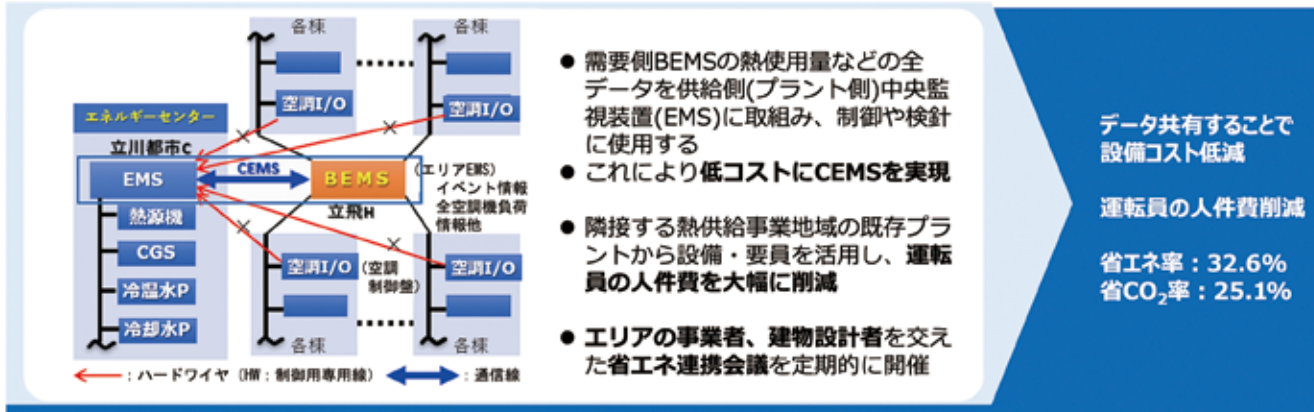 各棟
各棟
空調I/O
空調I/O
エネルギーセンター
立川都市C
CEMS
EMS
BEMS
(エリアEMS)
イベント情報
全空調機負荷
情報他
立飛H
熱源機
CGS
冷温水P
冷却水P
空調I/O
(空調
制御盤)
空調I/O
各棟
各棟
:ハードワイヤ(HW:制御用専用線)
:通信線
● 需要側BEMSの熱使用量などの全
データを供給側(プラント側)中央監
視装置(EMS)に取組み、制御や検針
に使用する
● これにより低コストにCEMSを実現
● 隣接する熱供給事業地域の既存プラ
ントから設備・要員を活用し、運転
員の人件費を大幅に削減
● エリアの事業者、建物設計者を交え
た省エネ連携会議を定期的に開催
データ共有することで
設備コスト低減
運転員の人件費削減
省エネ率:32.6%
省CO₂率:25.1%